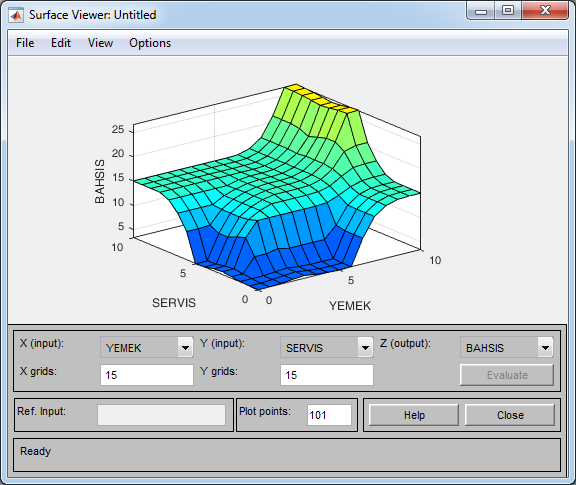 Surface Viewer: Untitled
File Edit View Options
25
20
15
10
5
BAHSIS
10
5
0
SERVIS
0
5
10
YEMEK
X (input): YEMEK Y (input): SERVIS Z (output): BAHSIS
X grids: 15 Y grids: 15 Evaluate
Ref. Input: Plot points: 101 Help Close
Ready